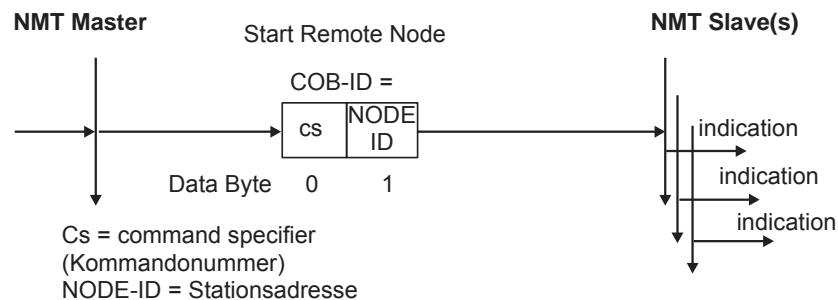 NMT Master
Start Remote Node
NMT Slave(s)
COB-ID =
cs
NODE
ID
indication
Data Byte 0 1
indication
indication
Cs = command specifier
(Kommandonummer)
NODE-ID = Stationsadresse